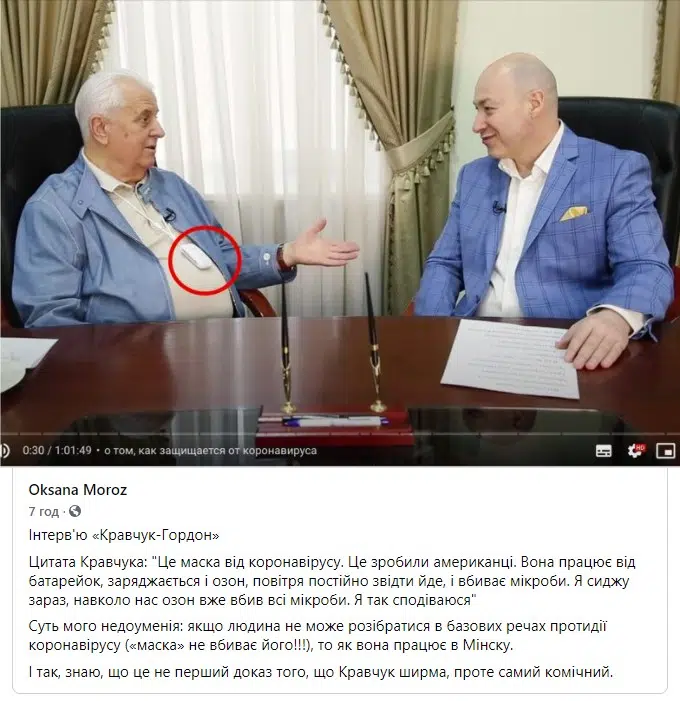 0:30 / 1:01:49 • о том, как защищается от коронавируса
HD
Oksana Moroz
7 год ·
Інтерв'ю «Кравчук-Гордон»
Цитата Кравчука: "Це маска від коронавірусу. Це зробили американці. Вона працює від
батарейок, заряджається і озон, повітря постійно звідти йде, і вбиває мікроби. Я сиджу
зараз, навколо нас озон вже вбив всі мікроби. Я так сподіваюся"
Суть мого недоуменія: якщо людина не може розібратися в базових речах протидії
коронавірусу («маска» не вбиває його!!!), то як вона працює в Мінську.
І так, знаю, що це не перший доказ того, що Кравчук ширма, проте самий комічний.